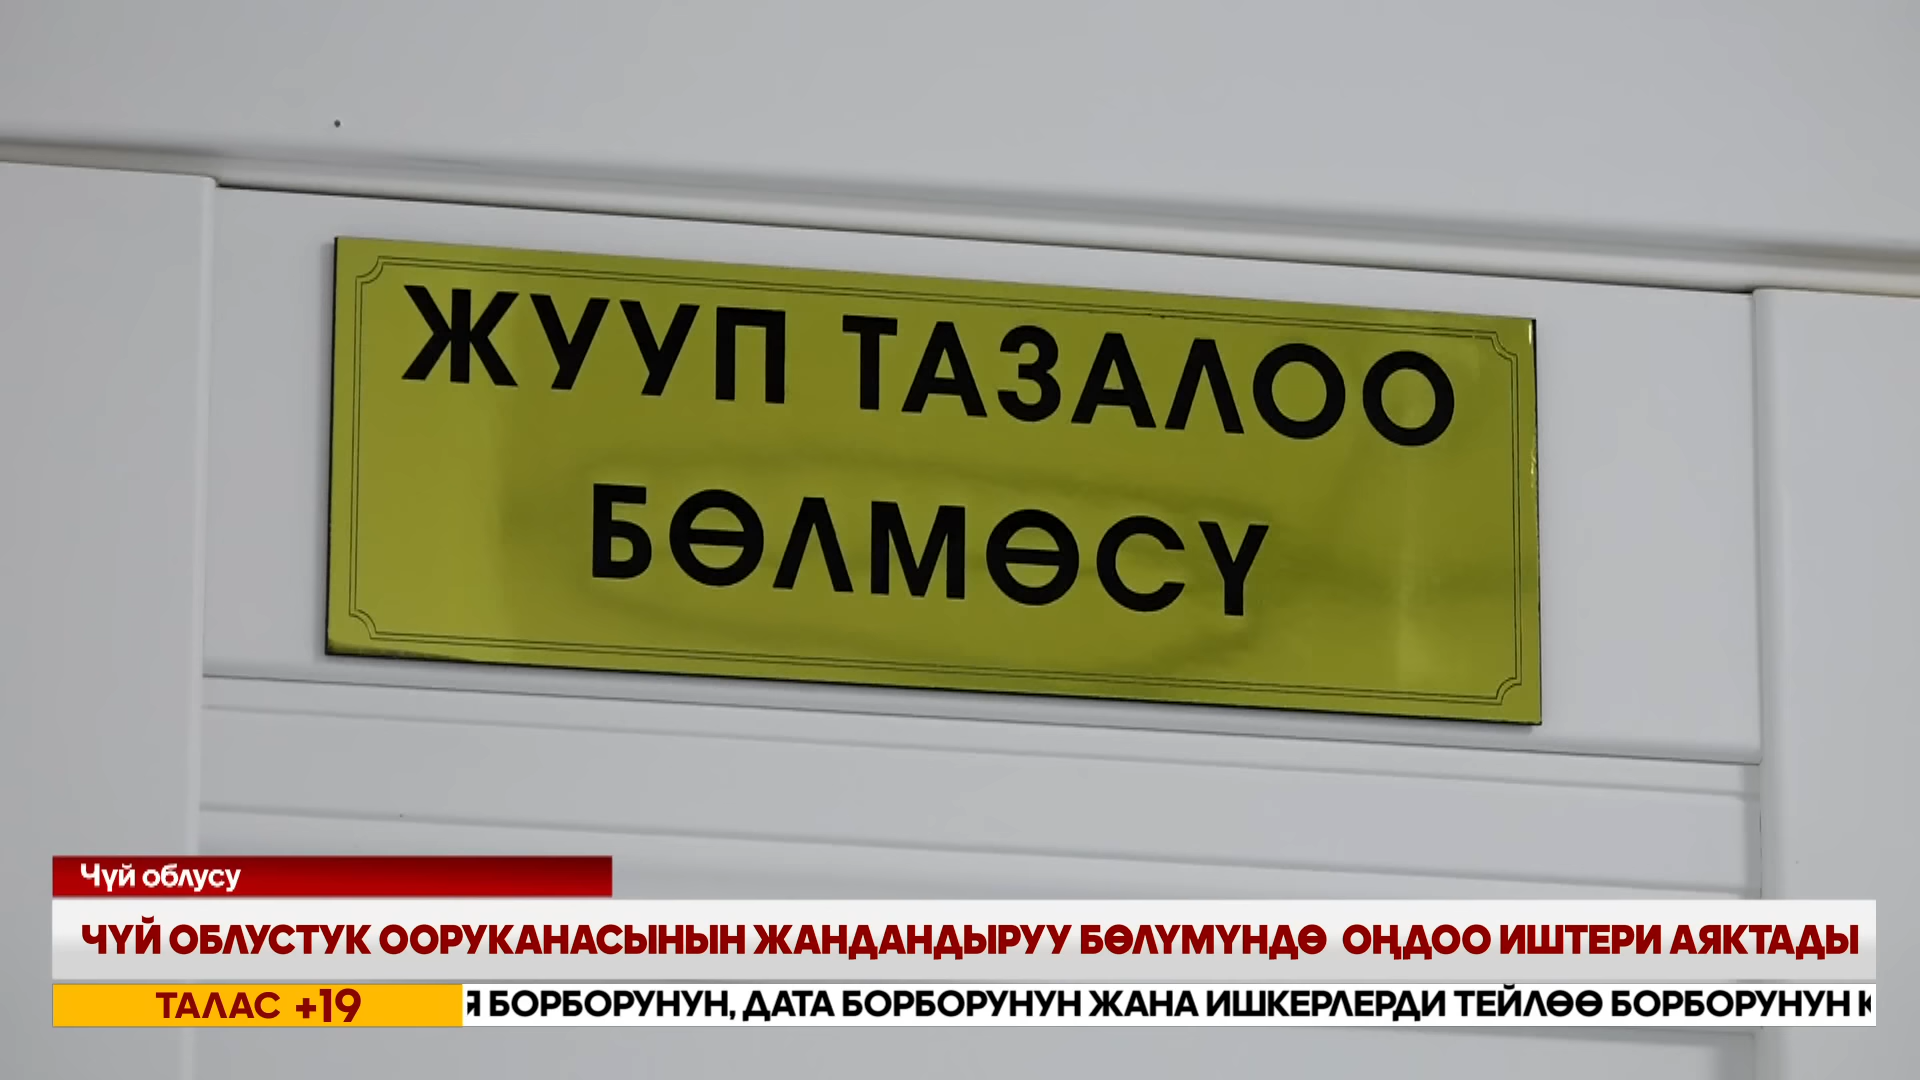 ЖУУП ТАЗАЛОО
БӨЛМӨСҮ
Чүй облусу
ЧҮЙ ОБЛУСТУК ООРУКАНАСЫНЫН ЖАНДАНДЫРУУ БӨЛҮМҮНДӨ ОҢДОО ИШТЕРИ АЯКТАДЫ
ТАЛАС +19
БОРБОРУНУН, ДАТА БОРБОРУНУН ЖАНА ИШКЕРЛЕРДИ ТЕЙЛӨӨ БОРБОРУНУН